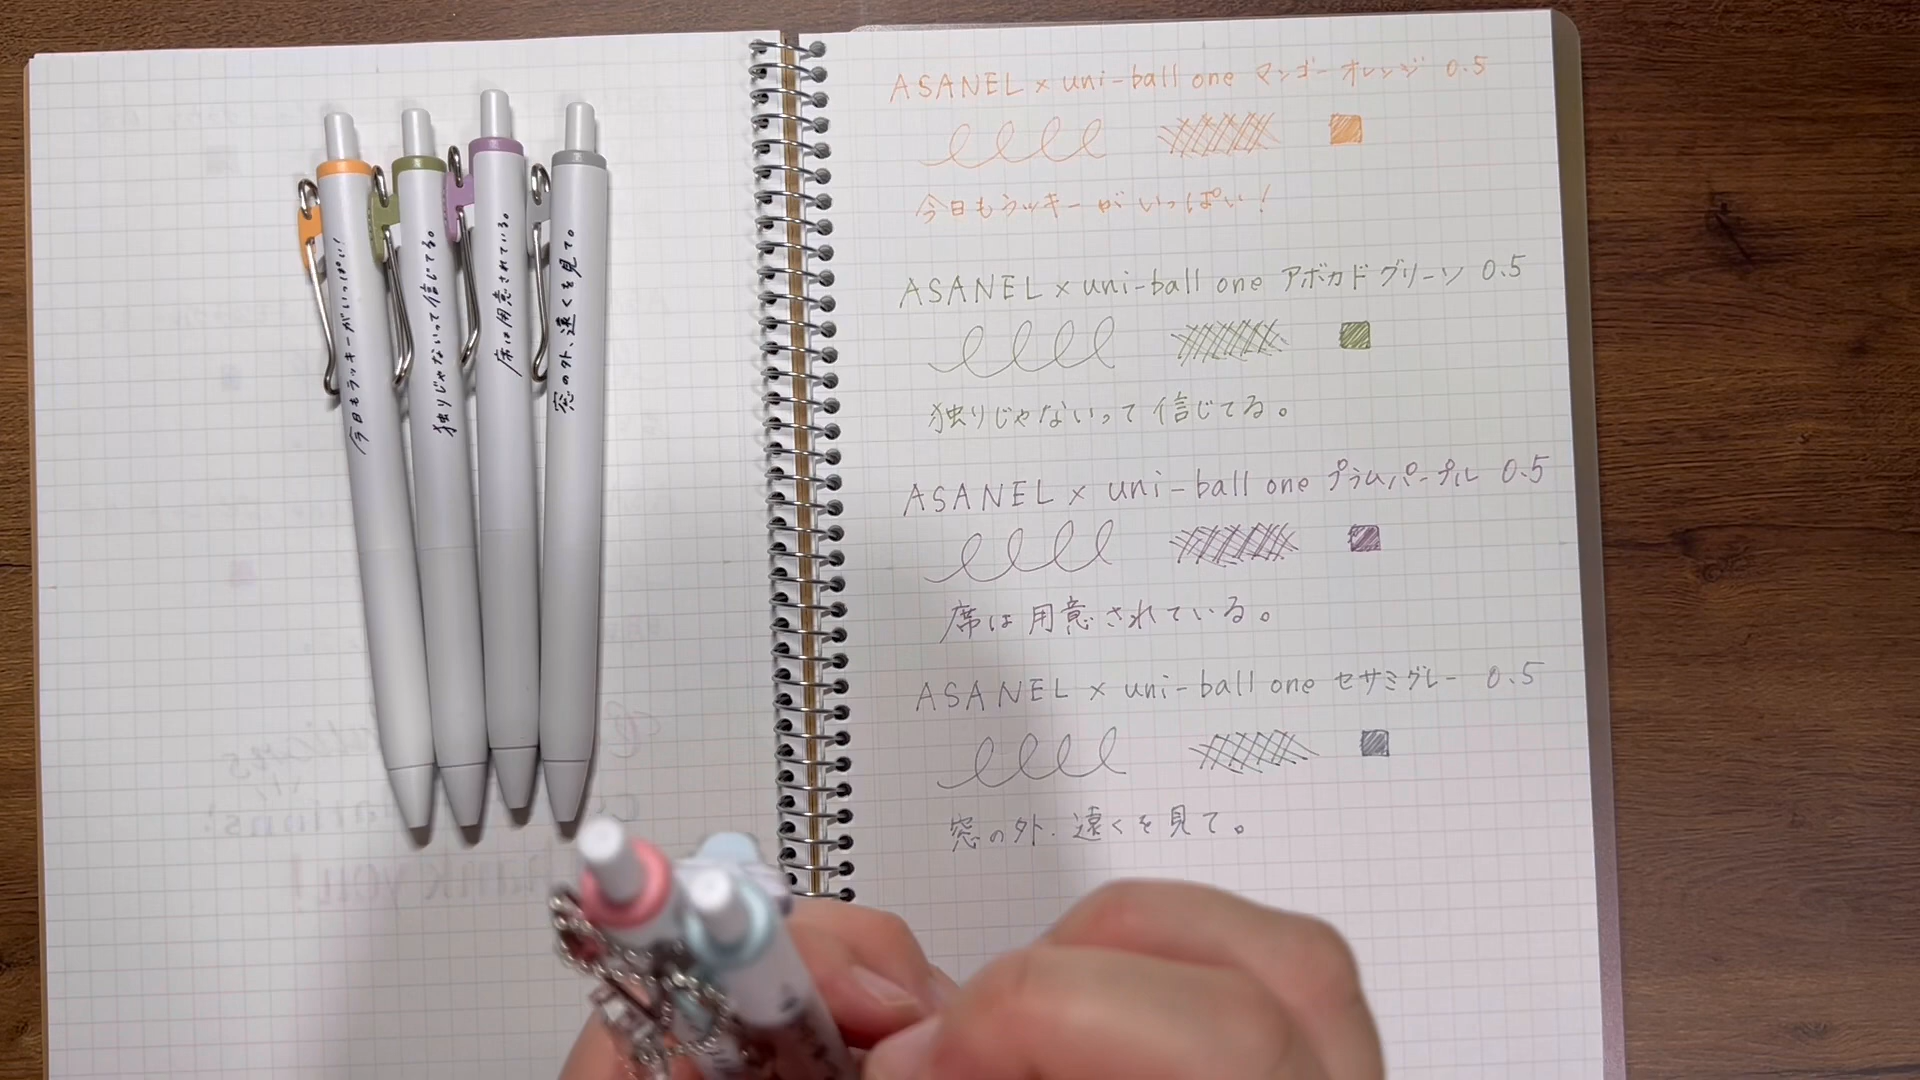 今日もラッキーがいっぱい!
独りじゃないって信じてる。
席は用意されている。
窓の外、遠くを見て。
ASANEL × uni-ball one マンゴーオレンジ 0.5
今日もラッキーがいっぱい!
ASANEL × uni-ball one アボカドグリーン 0.5
独りじゃないって信じてる。
ASANEL × uni-ball one プラムパープル 0.5
席は用意されている。
ASANEL × uni-ball one セサミグレー 0.5
窓の外、遠くを見て。